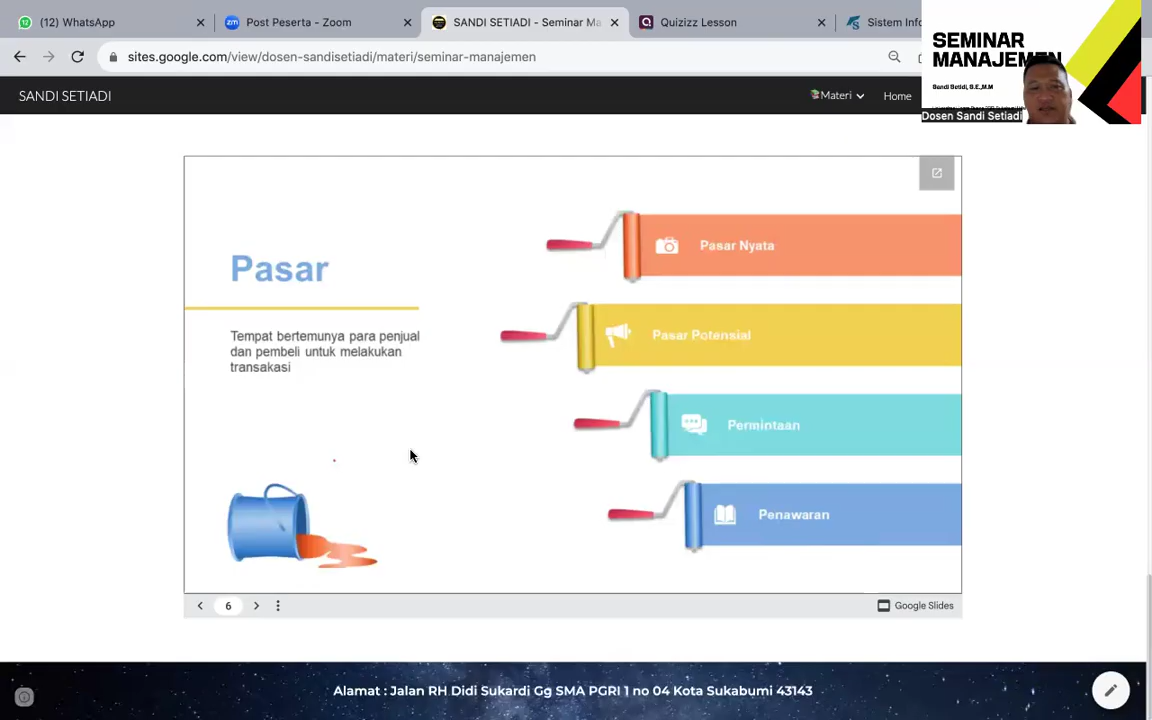 (12) WhatsApp
Post Peserta - Zoom
SANDI SETIADI - Seminar Ma
Quizizz Lesson
Sistem Info
sites.google.com/view/dosen-sandisetiadi/materi/seminar-manajemen
SEMINAR
MANAJEMEN
Dosen Sandi Setiadi
SANDI SETIADI
Materi
Home
Pasar
Tempat bertemunya para penjual
dan pembeli untuk melakukan
transakasi
Pasar Nyata
Pasar Potensial
Permintaan
Penawaran
6
Google Slides
Alamat : Jalan RH Didi Sukardi Gg SMA PGRI 1 no 04 Kota Sukabumi 43143